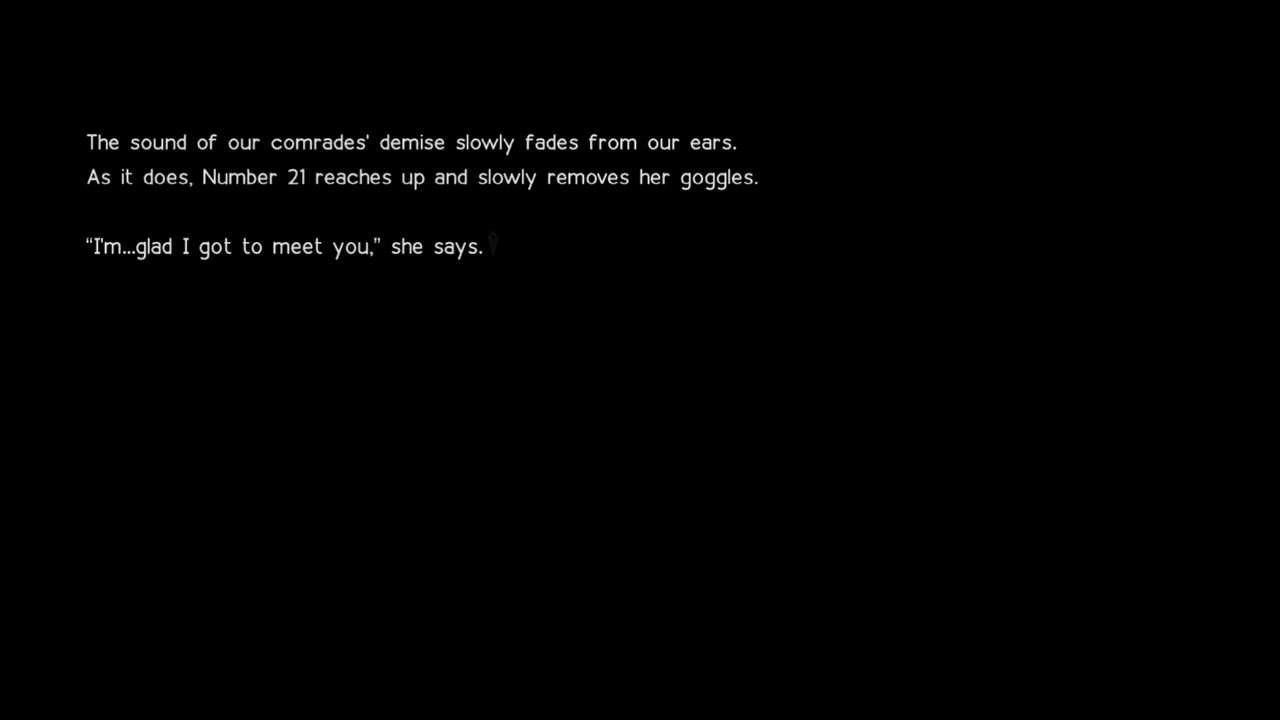 The sound of our comrades' demise slowly fades from our ears.
As it does, Number 21 reaches up and slowly removes her goggles.
“I'm...glad I got to meet you,” she says.